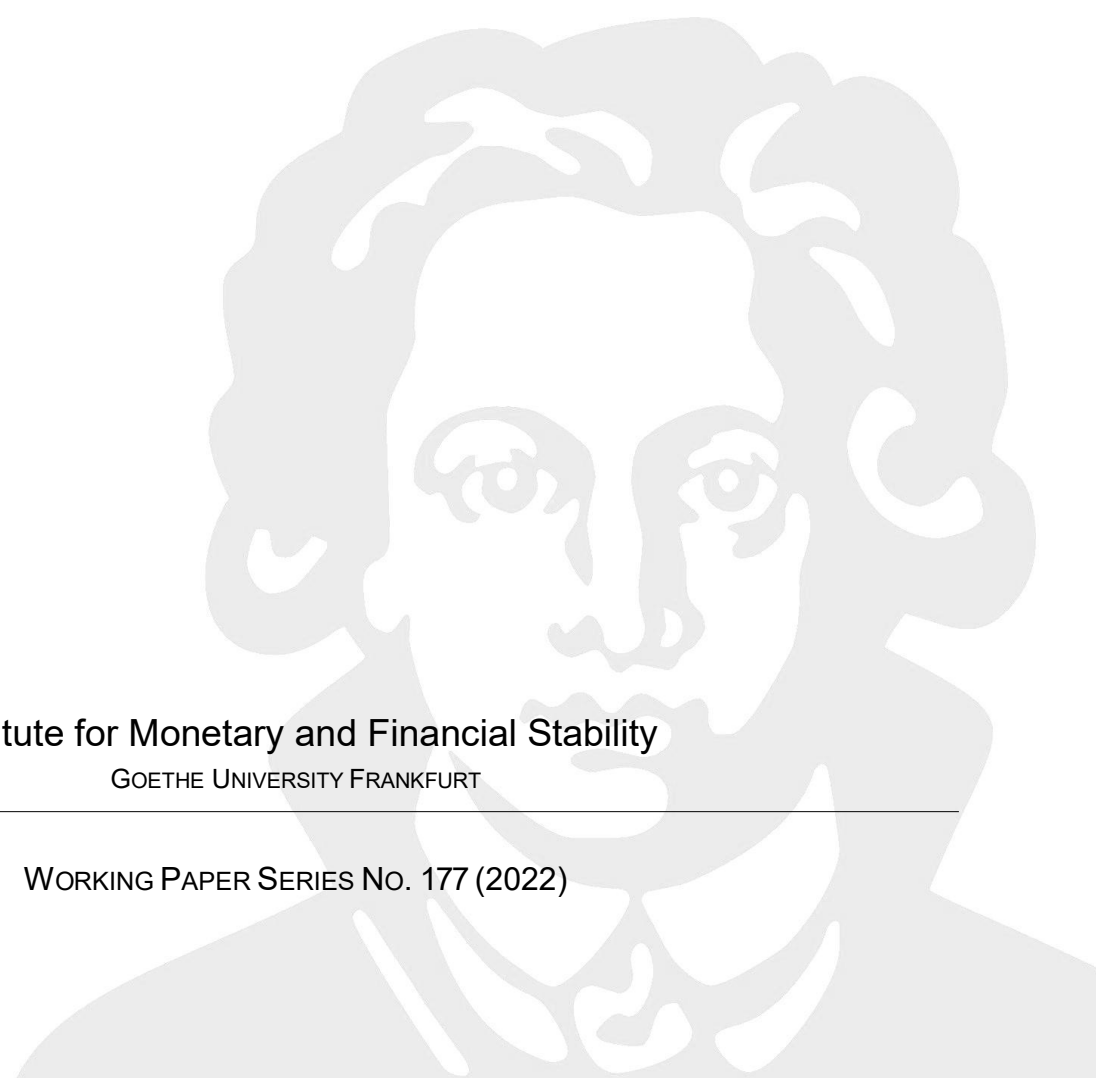 tute for Monetary and Financial Stability
GOETHE UNIVERSITY FRANKFURT
WORKING PAPER SERIES NO. 177 (2022)